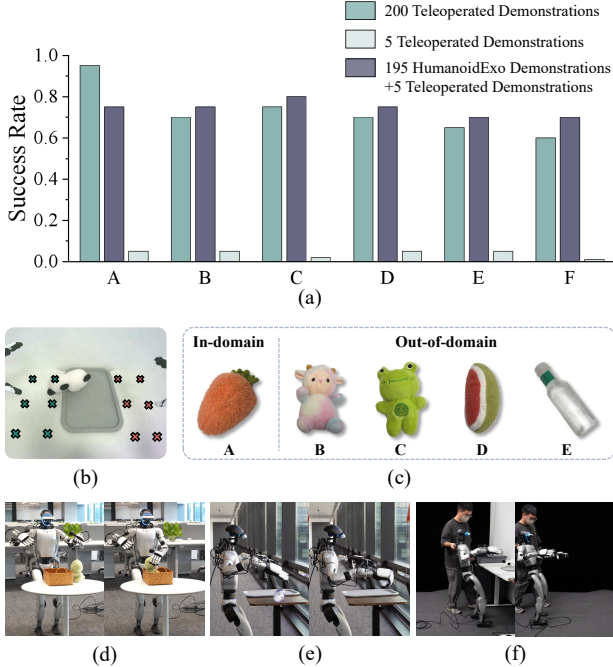 200 Teleoperated Demonstrations
5 Teleoperated Demonstrations
195 HumanoidExo Demonstrations
+5 Teleoperated Demonstrations
Success Rate
1.0
0.8
0.6
0.4
0.2
0.0
A B C D E F
(a)
In-domain Out-of-domain
A B C D E
(b) (c)
(d) (e) (f)